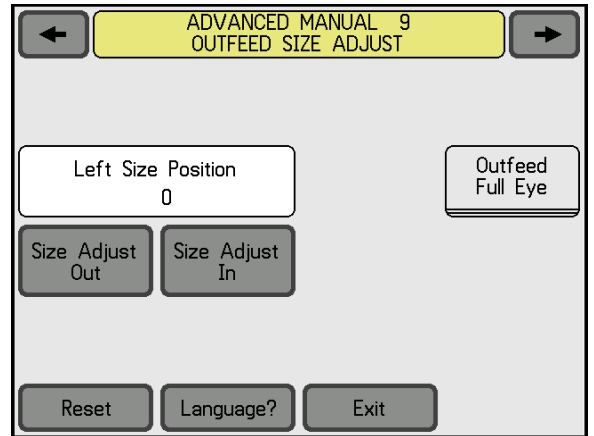 ADVANCED MANUAL 9
OUTFEED SIZE ADJUST
Left Size Position
0
Outfeed
Full Eye
Size Adjust
Out
Size Adjust
In
Reset
Language?
Exit